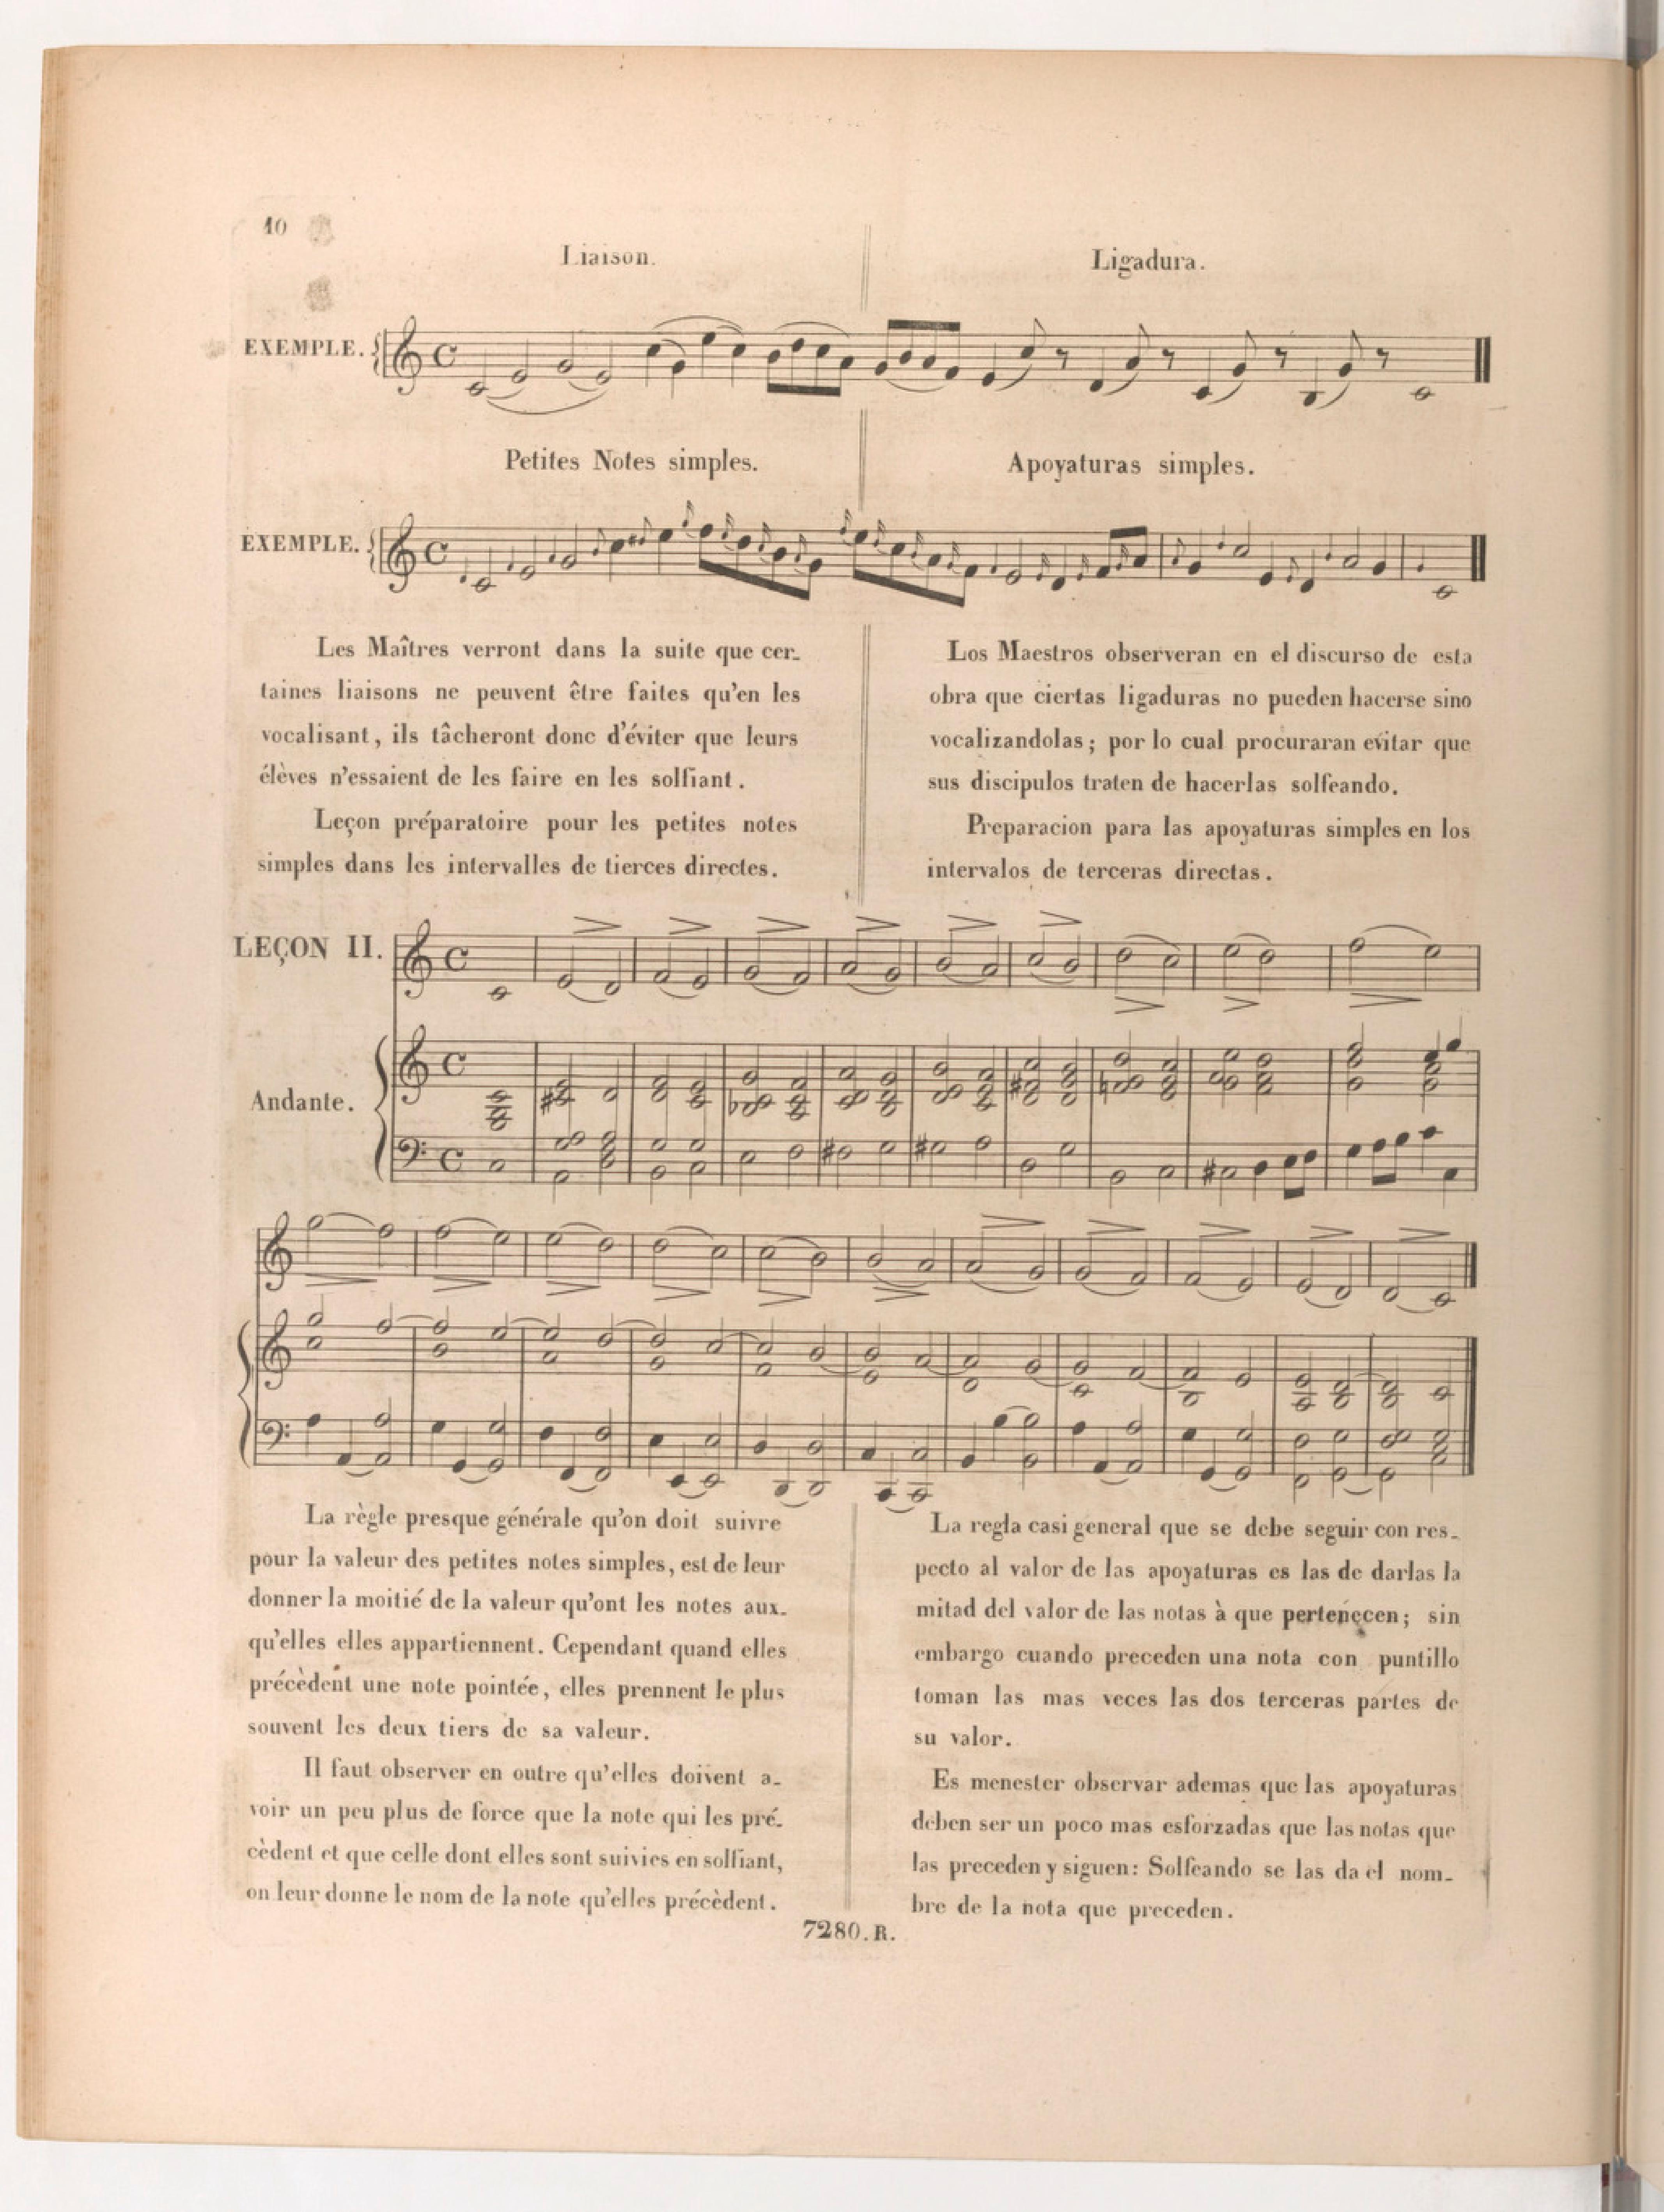 10
Liaison.
Ligadura.
EXEMPLE.
Petites Notes simples.
Apoyaturas simples.
EXEMPLE.
Les Maîtres verront dans la suite que cer-
taines liaisons ne peuvent être faites qu'en les
vocalisant, ils tâcheront donc d'éviter que leurs
élèves n'essaient de les faire en les solfiant.
Leçon préparatoire pour les petites notes
simples dans les intervalles de tierces directes.
Los Maestros observeran en el discurso de esta
obra que ciertas ligaduras no pueden hacerse sino
vocalizandolas; por lo cual procuraran evitar que
sus discipulos traten de hacerlas solfeando.
Preparacion para las apoyaturas simples en los
intervalos de terceras directas.
LEÇON II.
Andante.
La règle presque générale qu'on doit suivre
pour la valeur des petites notes simples, est de leur
donner la moitié de la valeur qu'ont les notes aux-
qu'elles elles appartiennent. Cependant quand elles
précèdent une note pointée, elles prennent le plus
souvent les deux tiers de sa valeur.
Il faut observer en outre qu'elles doivent a-
voir un peu plus de force que la note qui les pré-
cèdent et que celle dont elles sont suivies en solfiant,
on leur donne le nom de la note qu'elles précèdent.
La regla casi general que se debe seguir con res-
pecto al valor de las apoyaturas es las de darlas la
mitad del valor de las notas à que pertenecen; sin
embargo cuando preceden una nota con puntillo
toman las mas veces las dos terceras partes de
su valor.
Es menester observar ademas que las apoyaturas
deben ser un poco mas esforzadas que las notas que
las preceden y siguen: Solfeando se las da el nom-
bre de la nota que preceden.
7280. R.